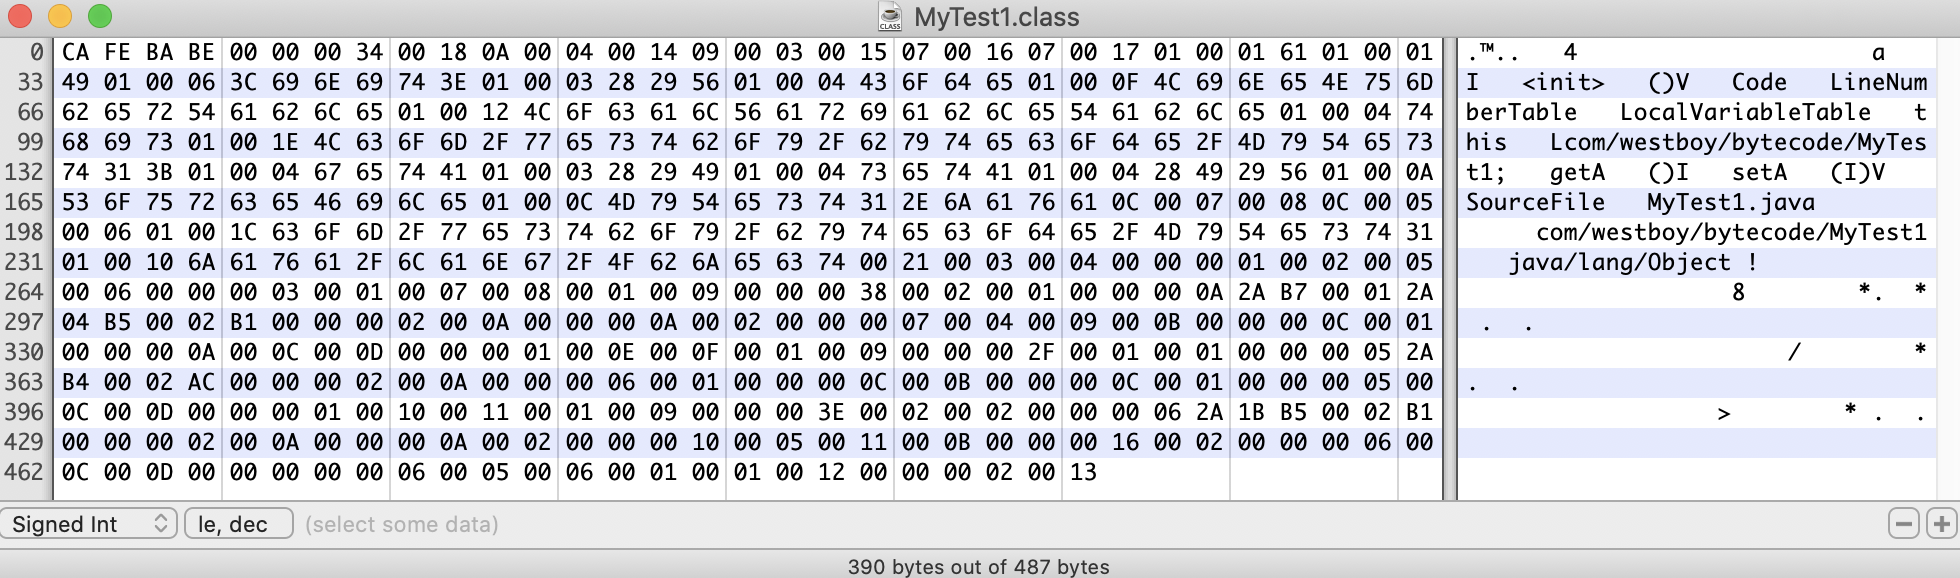 MyTest1.class
0 CA FE BA BE 00 00 00 34 00 18 0A 00 04 00 14 09 00 03 00 15 07 00 16 07 00 17 01 00 01 61 01 00 01 .™.. 4 a
33 49 01 00 06 3C 69 6E 69 74 3E 01 00 03 28 29 56 01 00 04 43 6F 64 65 01 00 0F 4C 69 6E 65 4E 75 6D I <init> ()V Code LineNum
66 62 65 72 54 61 62 6C 65 01 00 12 4C 6F 63 61 6C 56 61 72 69 61 62 6C 65 54 61 62 6C 65 01 00 04 74 berTable LocalVariableTable t
99 68 69 73 01 00 1E 4C 63 6F 6D 2F 77 65 73 74 62 6F 79 2F 62 79 74 65 63 6F 64 65 2F 4D 79 54 65 73 his Lcom/westboy/bytecode/MyTes
132 74 31 3B 01 00 04 67 65 74 41 01 00 03 28 29 49 01 00 04 73 65 74 41 01 00 04 28 49 29 56 01 00 0A t1; getA ()I setA (I)V
165 53 6F 75 72 63 65 46 69 6C 65 01 00 0C 4D 79 54 65 73 74 31 2E 6A 61 76 61 0C 00 07 00 08 0C 00 05 SourceFile MyTest1.java
198 00 06 01 00 1C 63 6F 6D 2F 77 65 73 74 62 6F 79 2F 62 79 74 65 63 6F 64 65 2F 4D 79 54 65 73 74 31 com/westboy/bytecode/MyTest1
231 01 00 10 6A 61 76 61 2F 6C 61 6E 67 2F 4F 62 6A 65 63 74 00 21 00 03 00 04 00 00 00 01 00 02 00 05 java/lang/Object !
264 00 06 00 00 00 03 00 01 00 07 00 08 00 01 00 09 00 00 00 38 00 02 00 01 00 00 00 0A 2A B7 00 01 2A 8 *. *
297 04 B5 00 02 B1 00 00 00 02 00 0A 00 00 00 0A 00 02 00 00 00 07 00 04 00 09 00 0B 00 00 00 0C 00 01 . .
330 00 00 00 0A 00 0C 00 0D 00 00 00 01 00 0E 00 0F 00 01 00 09 00 00 00 2F 00 01 00 01 00 00 00 05 2A / *
363 B4 00 02 AC 00 00 00 02 00 0A 00 00 00 06 00 01 00 00 00 0C 00 0B 00 00 00 0C 00 01 00 00 00 05 00 . .
396 0C 00 0D 00 00 00 01 00 10 00 11 00 01 00 09 00 00 00 3E 00 02 00 02 00 00 00 06 2A 1B B5 00 02 B1 > * . .
429 00 00 00 02 00 0A 00 00 00 0A 00 02 00 00 00 10 00 05 00 11 00 0B 00 00 00 16 00 02 00 00 00 06 00
462 0C 00 0D 00 00 00 00 00 06 00 05 00 06 00 01 00 01 00 12 00 00 00 02 00 13
Signed Int le, dec (select some data)
390 bytes out of 487 bytes